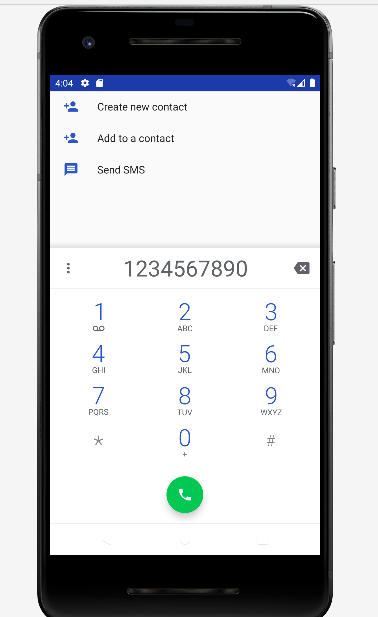 4:04
Create new contact
Add to a contact
Send SMS
1234567890
1 2 3
ABC DEF
4 5 6
GHI JKL MNO
7 8 9
PQRS TUV WXYZ
* 0 #
+